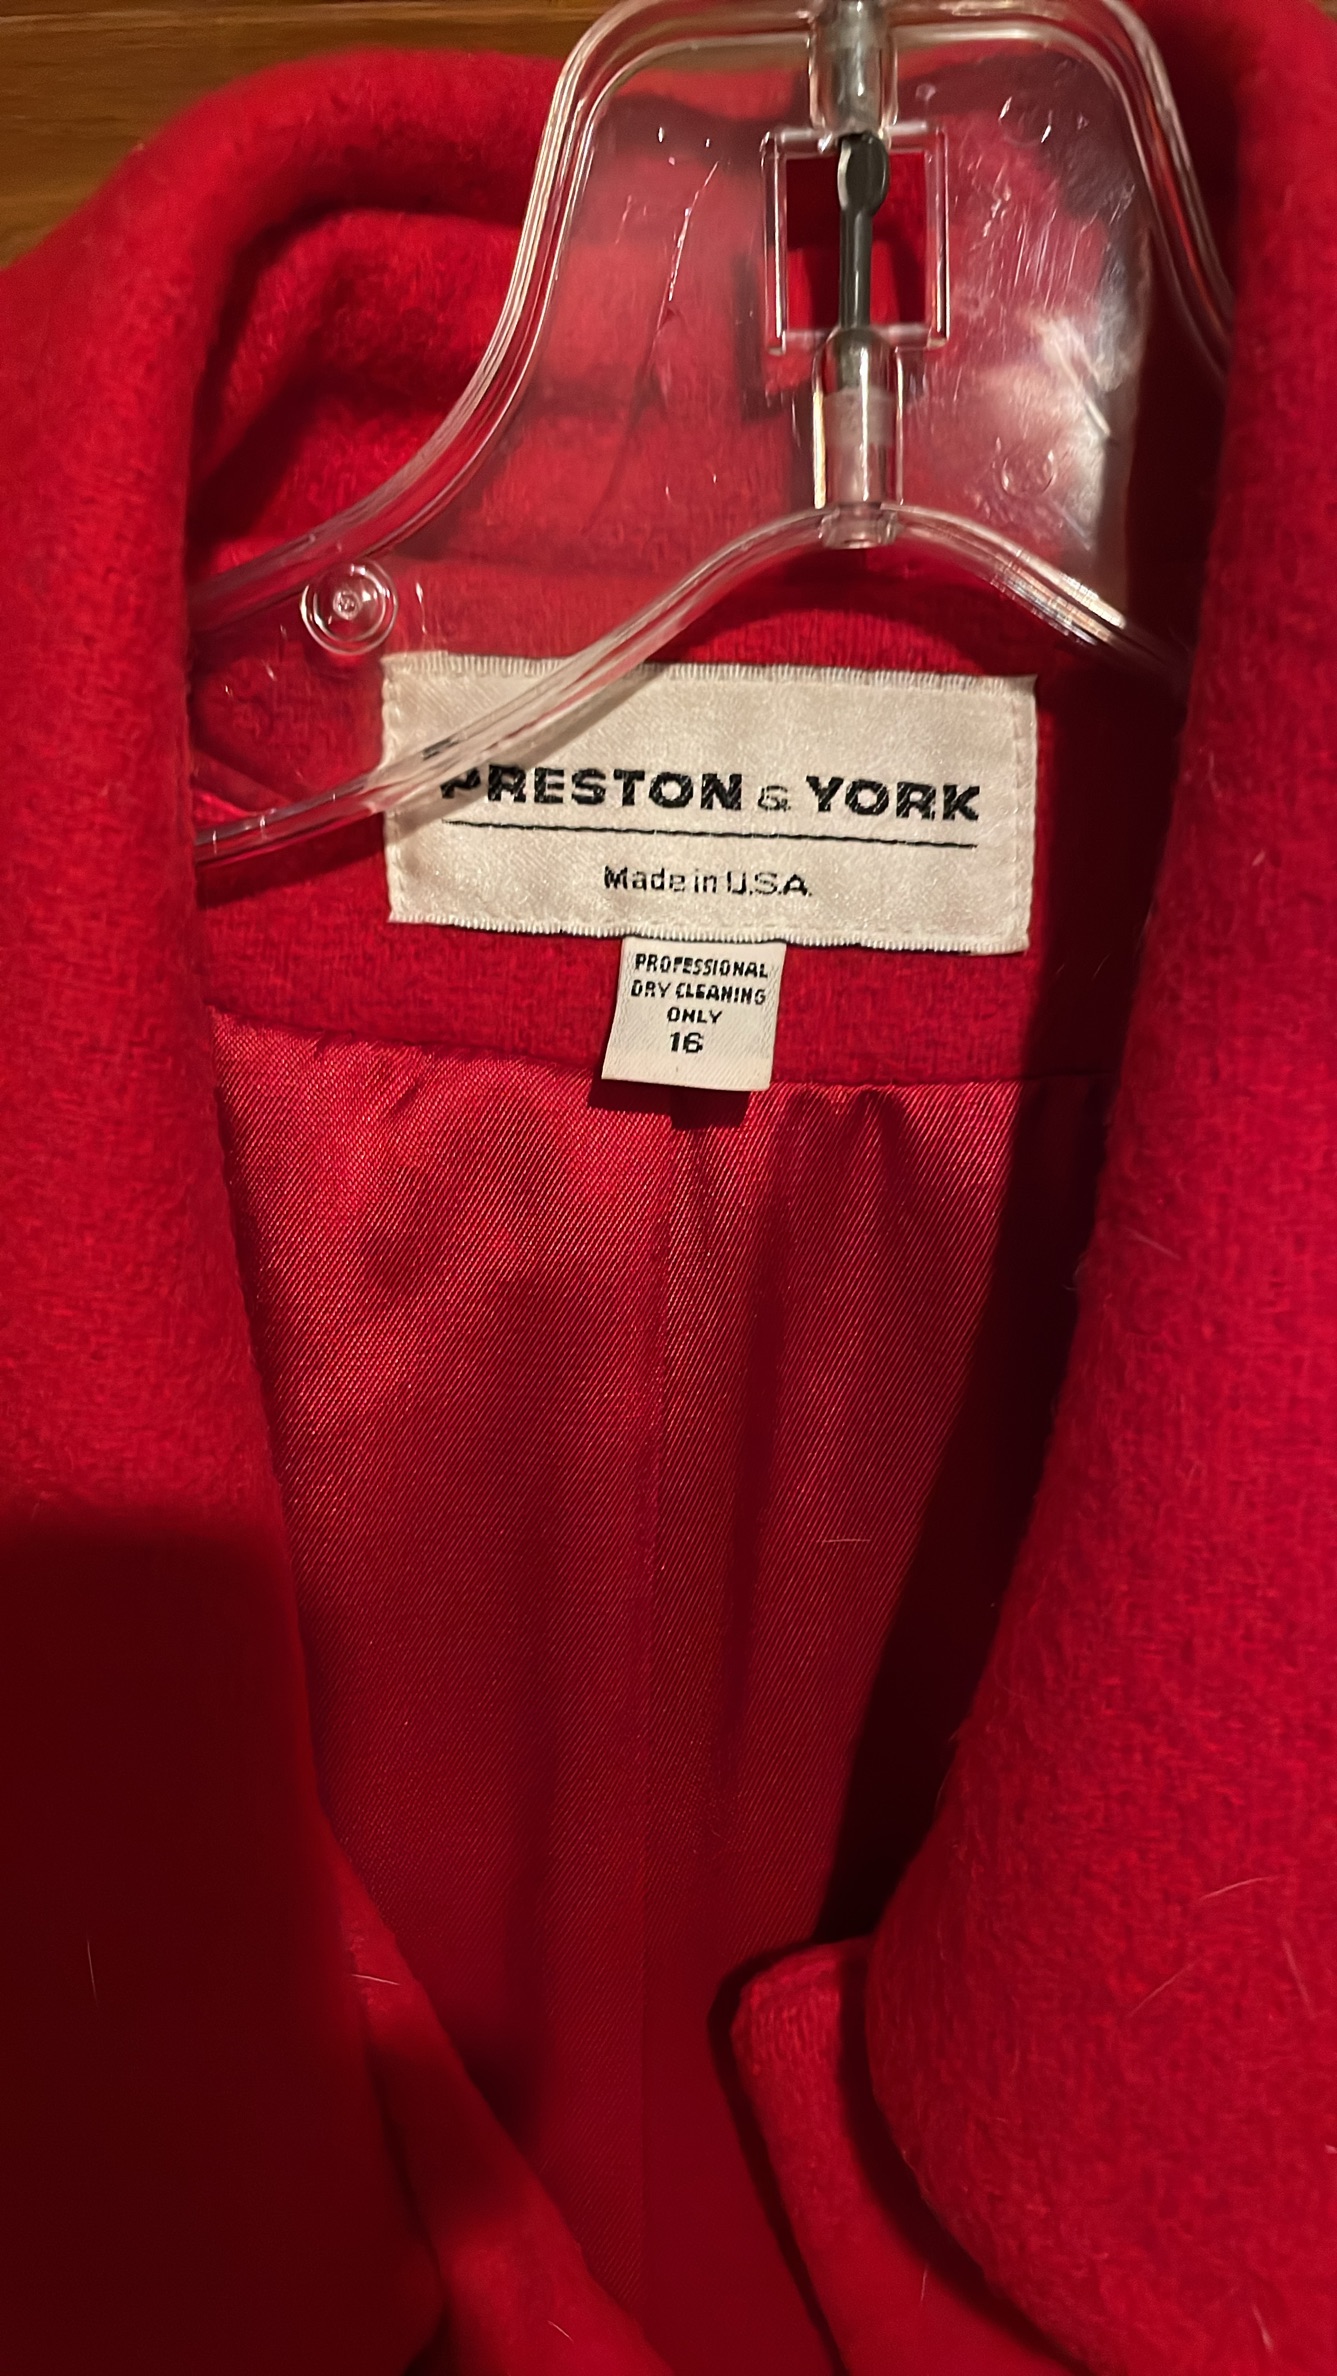 PRESTON & YORK
Made in U.S.A.
PROFESSIONAL
DRY CLEANING
ONLY
16